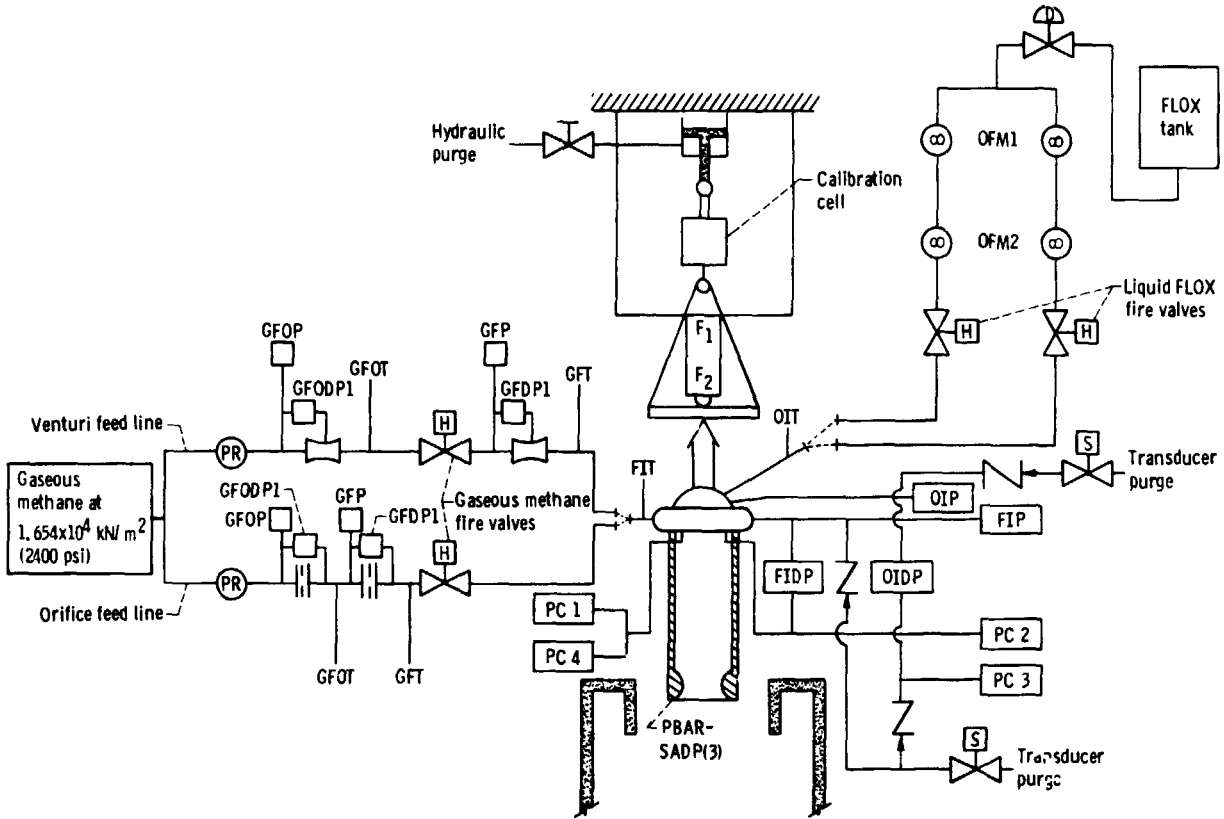 D
FLOX
tank
Hydraulic
purge
OFM1
Calibration
cell
OFM2
Liquid FLOX
fire valves
H
H
F1
F2
GFOP
GFODP1
GFOT
GFP
GFDP1
GFT
H
Venturi feed line
PR
OIT
S
Transducer
purge
Gaseous
methane at
1.654x10⁴ kN/m²
(2400 psi)
GFODP1
GFOP
GFP
GFDP1
Gaseous methane
fire valves
FIT
OIP
FIP
H
PR
Orifice feed line
FIDP
OIDP
PC 1
PC 4
PC 2
PC 3
GFOT
GFT
PBAR-
SADP(3)
S
Transducer
purge